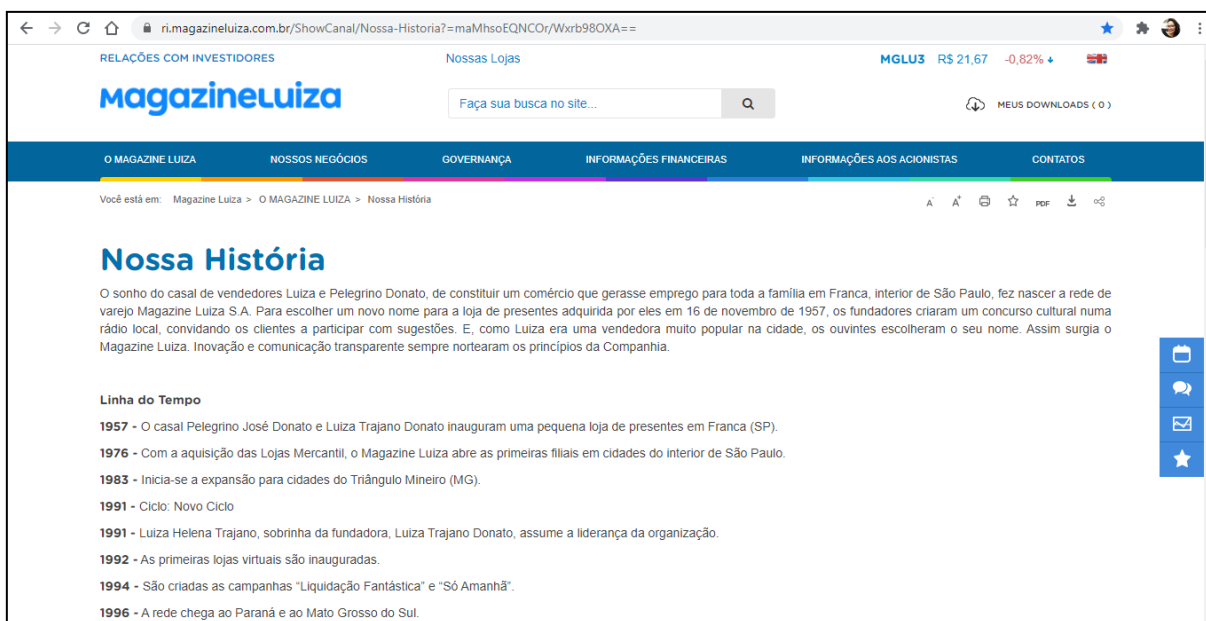 ri.magazineluiza.com.br/ShowCanal/Nossa-Historia?=maMhsoEQNCOr/Wxrb98OXA==
RELAÇÕES COM INVESTIDORES Nossas Lojas MGLU3 R$ 21,67 -0,82%
MagazineLuiza
Faça sua busca no site... MEUS DOWNLOADS ( 0 )
O MAGAZINE LUIZA NOSSOS NEGÓCIOS GOVERNANÇA INFORMAÇÕES FINANCEIRAS INFORMAÇÕES AOS ACIONISTAS CONTATOS
Você está em: Magazine Luiza > O MAGAZINE LUIZA > Nossa História A- A+ PDF
Nossa História
O sonho do casal de vendedores Luiza e Pelegrino Donato, de constituir um comércio que gerasse emprego para toda a família em Franca, interior de São Paulo, fez nascer a rede de
varejo Magazine Luiza S.A. Para escolher um novo nome para a loja de presentes adquirida por eles em 16 de novembro de 1957, os fundadores criaram um concurso cultural numa
rádio local, convidando os clientes a participar com sugestões. E, como Luiza era uma vendedora muito popular na cidade, os ouvintes escolheram o seu nome. Assim surgia o
Magazine Luiza. Inovação e comunicação transparente sempre nortearam os princípios da Companhia.
Linha do Tempo
1957 - O casal Pelegrino José Donato e Luiza Trajano Donato inauguram uma pequena loja de presentes em Franca (SP).
1976 - Com a aquisição das Lojas Mercantil, o Magazine Luiza abre as primeiras filiais em cidades do interior de São Paulo.
1983 - Inicia-se a expansão para cidades do Triângulo Mineiro (MG).
1991 - Ciclo: Novo Ciclo
1991 - Luiza Helena Trajano, sobrinha da fundadora, Luiza Trajano Donato, assume a liderança da organização.
1992 - As primeiras lojas virtuais são inauguradas.
1994 - São criadas as campanhas “Liquidação Fantástica” e “Só Amanhã”.
1996 - A rede chega ao Paraná e ao Mato Grosso do Sul.